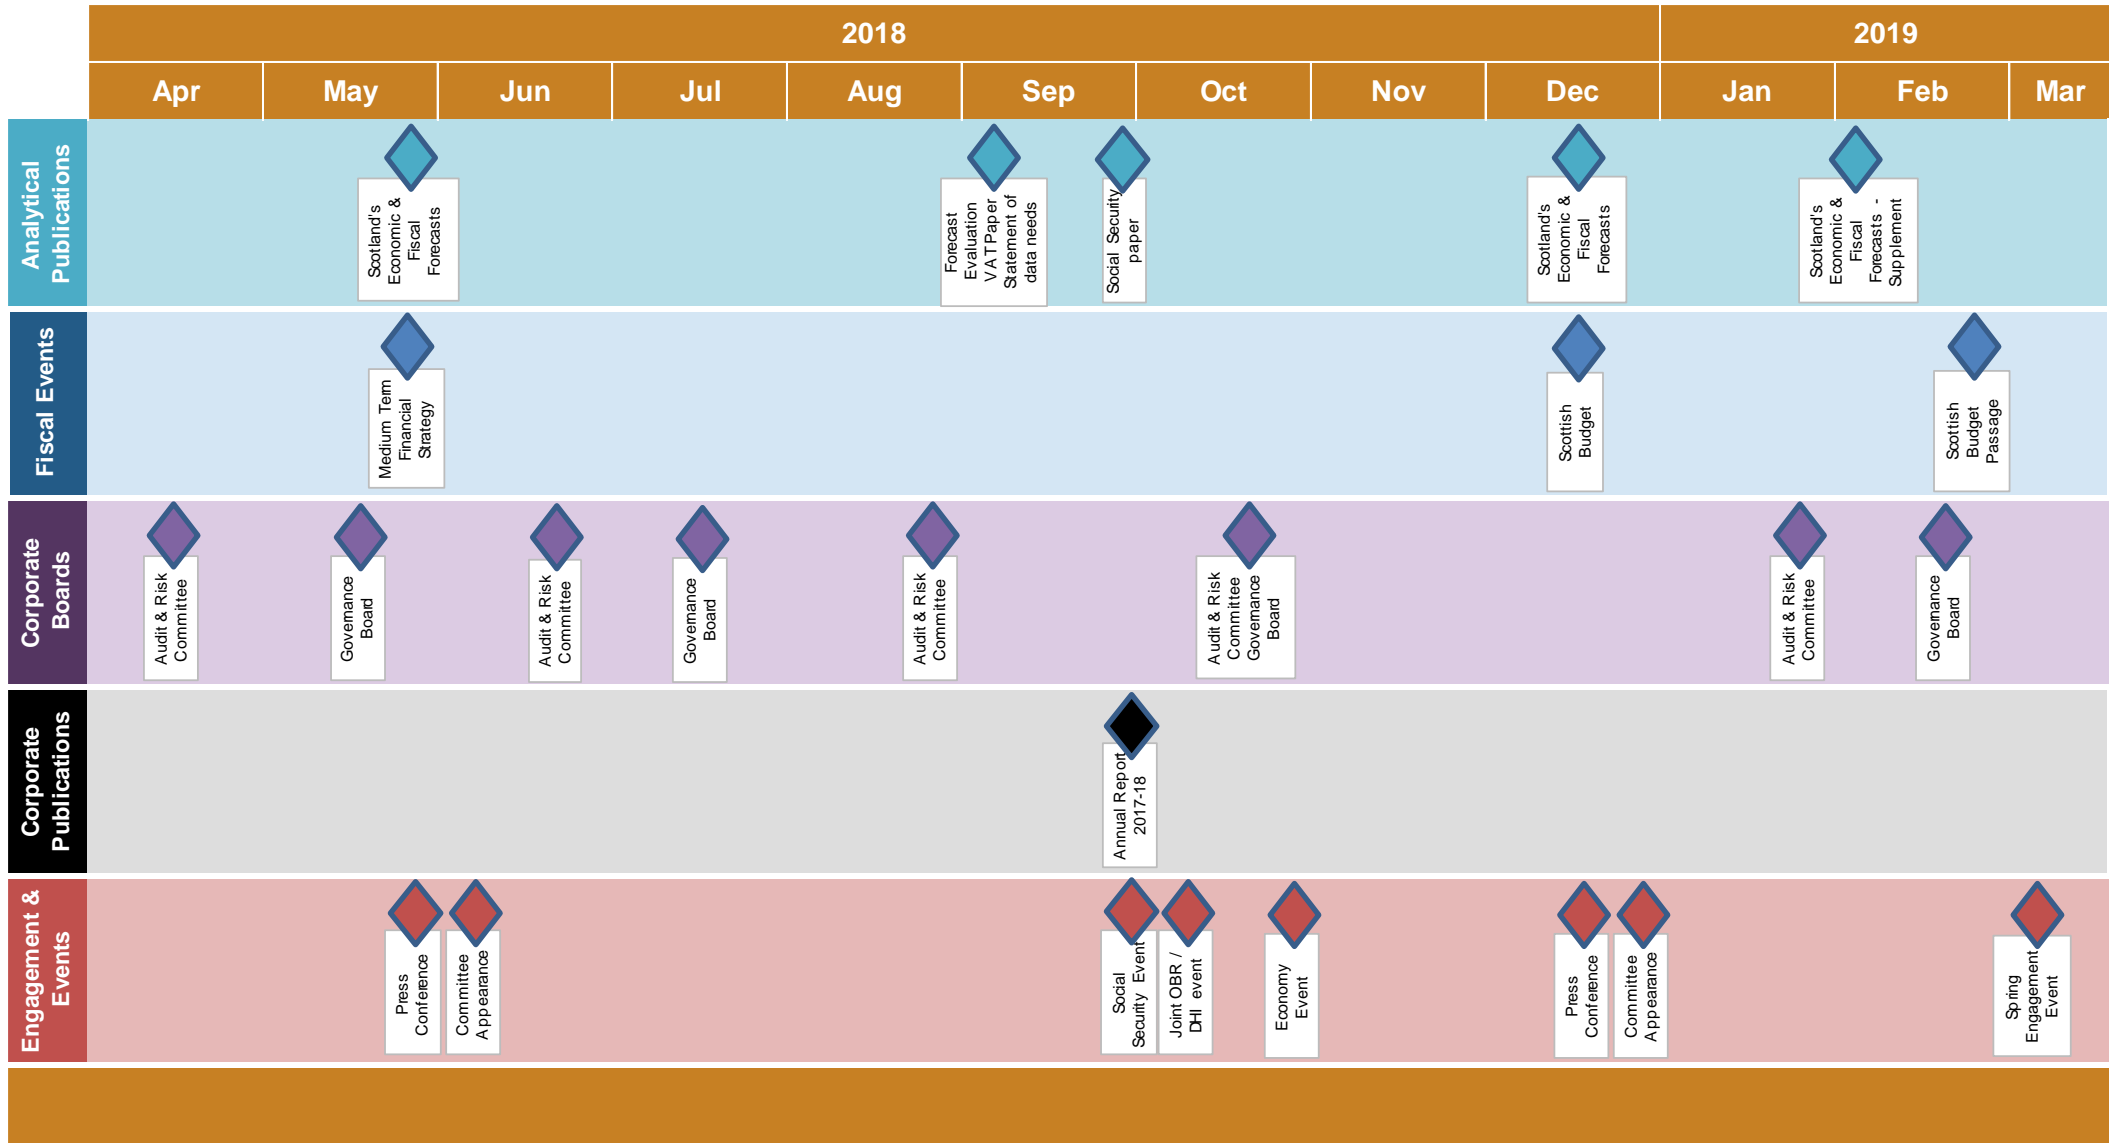 2018
2019
Apr
May
Jun
Jul
Aug
Sep
Oct
Nov
Dec
Jan
Feb
Mar
Analytical
Publications
Scotland's
Economic &
Fiscal
Forecasts
Forecast
Evaluation
VAT Paper
Statement of
data needs
Social Security
paper
Scotland's
Economic &
Fiscal
Forecasts
Scotland's
Economic &
Fiscal
Forecasts -
Supplement
Fiscal Events
Medium Term
Financial
Strategy
Scottish
Budget
Scottish
Budget
Passage
Corporate
Boards
Audit & Risk
Committee
Governance
Board
Audit & Risk
Committee
Governance
Board
Audit & Risk
Committee
Audit & Risk
Committee
Governance
Board
Audit & Risk
Committee
Governance
Board
Corporate
Publications
Annual Report
2017-18
Engagement &
Events
Press
Conference
Committee
Appearance
Social
Security Event
Joint OBR /
DHI event
Economy
Event
Press
Conference
Committee
Appearance
Spring
Engagement
Event